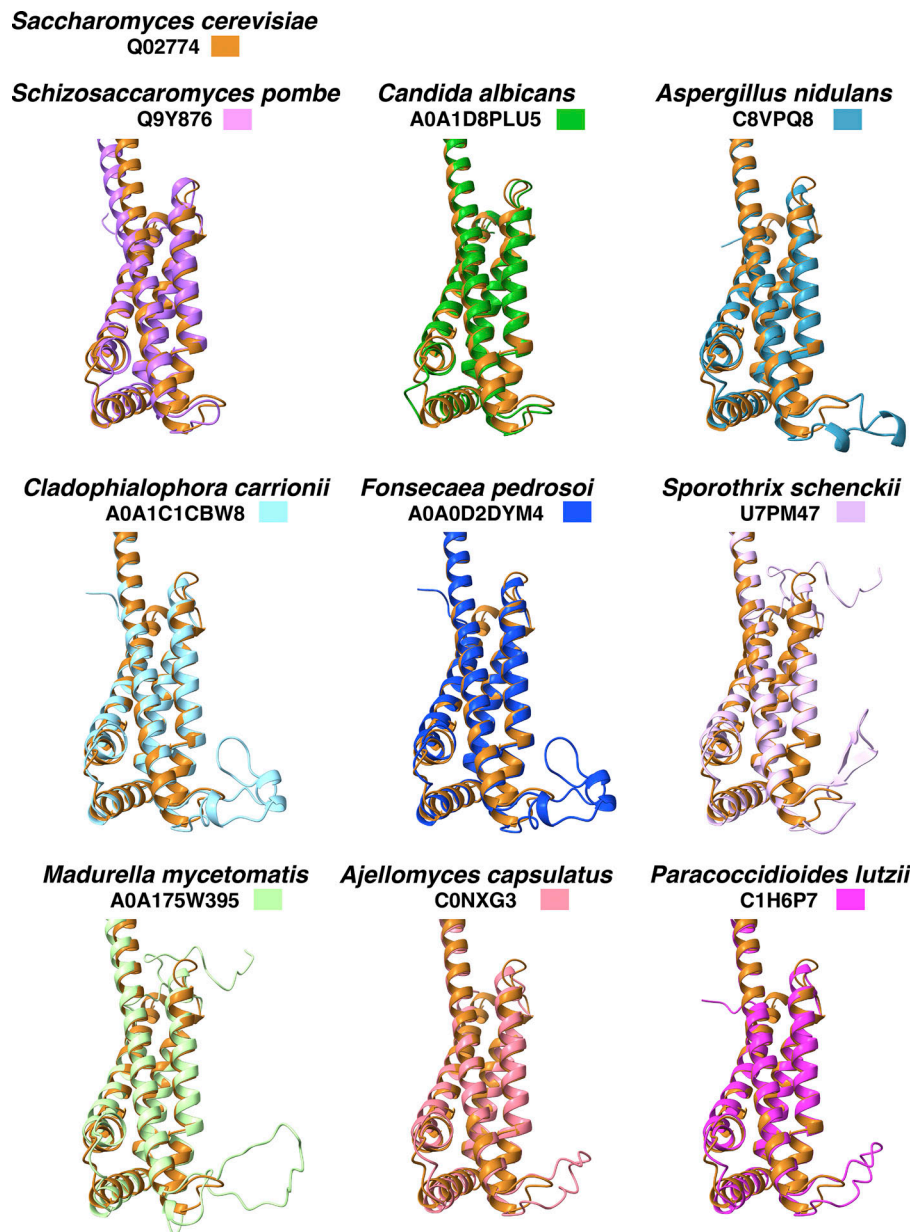 Saccharomyces cerevisiae
Q02774
Schizosaccaromyces pombe
Q9Y876
Candida albicans
A0A1D8PLU5
Aspergillus nidulans
C8VPQ8
Cladophialophora carrionii
A0A1C1CBW8
Fonsecaea pedrosoi
A0A0D2DYM4
Sporothrix schenckii
U7PM47
Madurella mycetomatis
A0A175W395
Ajellomyces capsulatus
C0NXG3
Paracoccidioides lutzii
C1H6P7